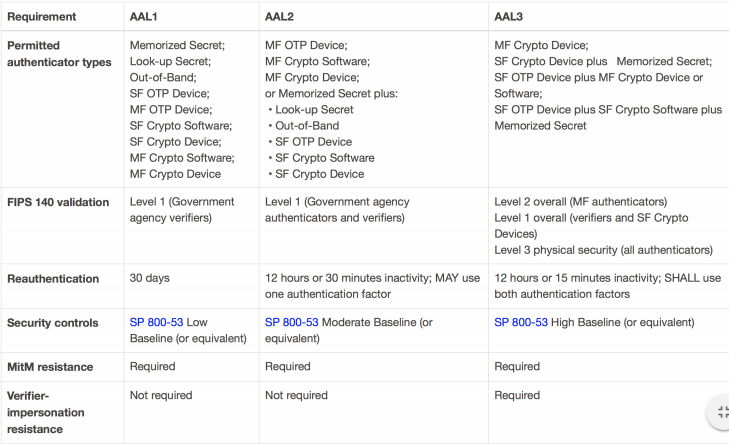 Requirement AAL1 AAL2 AAL3
Permitted authenticator types
Memorized Secret;
Look-up Secret;
Out-of-Band;
SF OTP Device;
MF OTP Device;
SF Crypto Software;
SF Crypto Device;
MF Crypto Software;
MF Crypto Device
MF OTP Device;
MF Crypto Software;
MF Crypto Device;
or Memorized Secret plus:
• Look-up Secret
• Out-of-Band
• SF OTP Device
• SF Crypto Software
• SF Crypto Device
MF Crypto Device;
SF Crypto Device plus Memorized Secret;
SF OTP Device plus MF Crypto Device or
Software;
SF OTP Device plus SF Crypto Software plus
Memorized Secret
FIPS 140 validation
Level 1 (Government
agency verifiers)
Level 1 (Government agency
authenticators and verifiers)
Level 2 overall (MF authenticators)
Level 1 overall (verifiers and SF Crypto
Devices)
Level 3 physical security (all authenticators)
Reauthentication
30 days
12 hours or 30 minutes inactivity; MAY use
one authentication factor
12 hours or 15 minutes inactivity; SHALL use
both authentication factors
Security controls
SP 800-53 Low
Baseline (or equivalent)
SP 800-53 Moderate Baseline (or
equivalent)
SP 800-53 High Baseline (or equivalent)
MitM resistance
Required
Required
Required
Verifier-
impersonation
resistance
Not required
Not required
Required